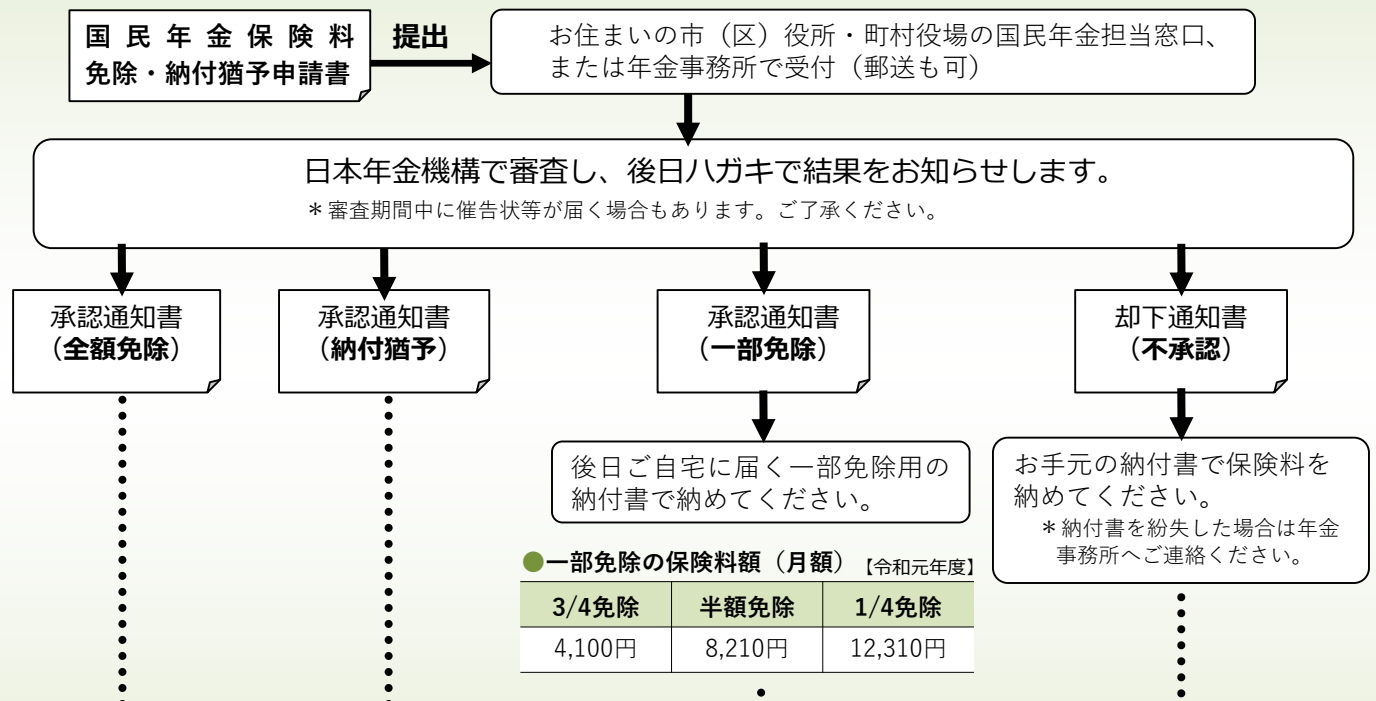 国民年金保険料
免除・納付猶予申請書
提出
お住まいの市（区）役所・町村役場の国民年金担当窓口、
または年金事務所で受付（郵送も可）
日本年金機構で審査し、後日ハガキで結果をお知らせします。
＊審査期間中に催告状等が届く場合もあります。ご了承ください。
承認通知書
（全額免除）
承認通知書
（納付猶予）
承認通知書
（一部免除）
却下通知書
（不承認）
後日ご自宅に届く一部免除用の
納付書で納めてください。
お手元の納付書で保険料を
納めてください。
＊納付書を紛失した場合は年金
事務所へご連絡ください。
●一部免除の保険料額（月額）【令和元年度】
3/4免除 半額免除 1/4免除
4,100円 8,210円 12,310円